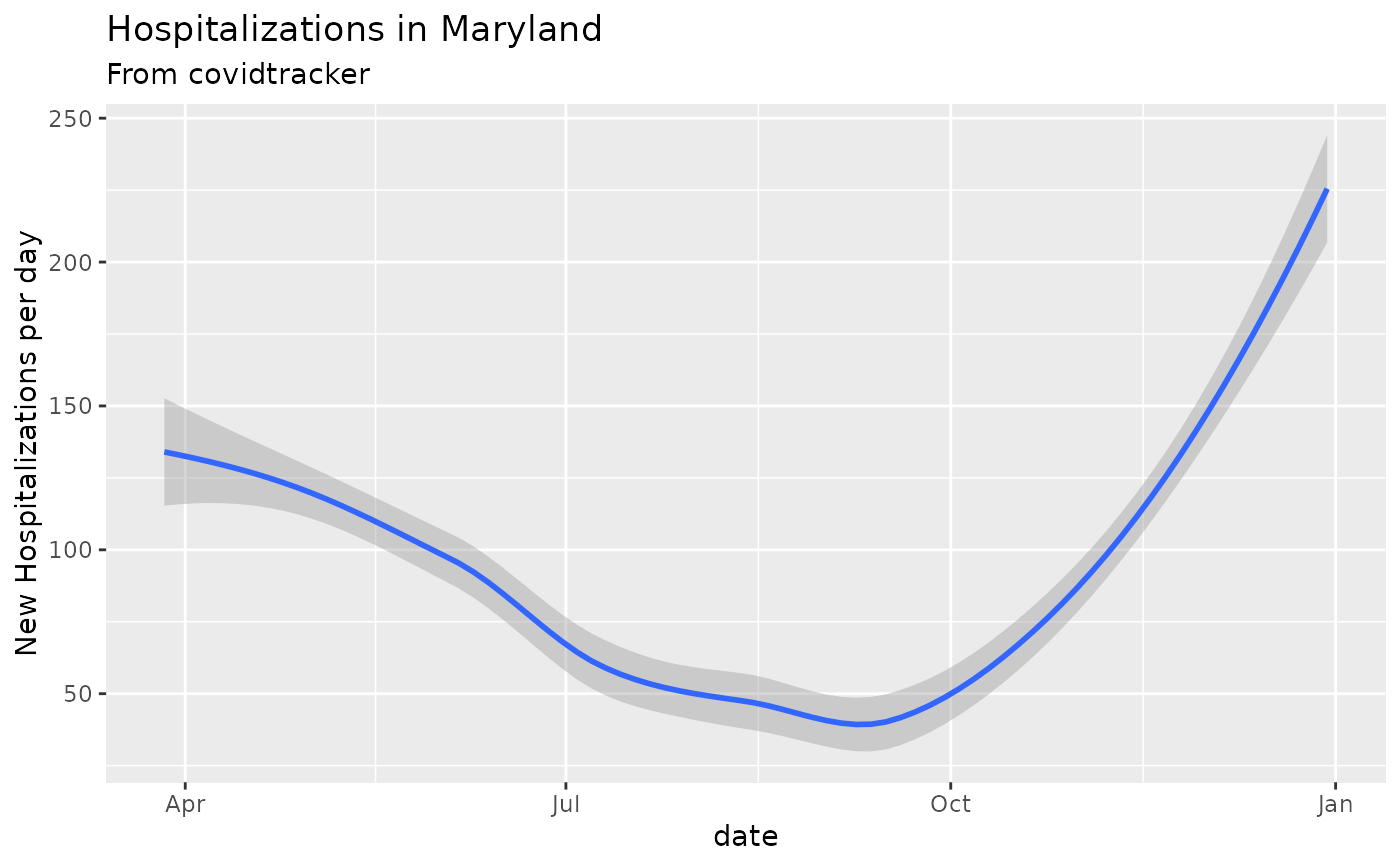 Hospitalizations in Maryland
From covidtracker
250
200
150
100
50
New Hospitalizations per day
Apr
Jul
Oct
Jan
date